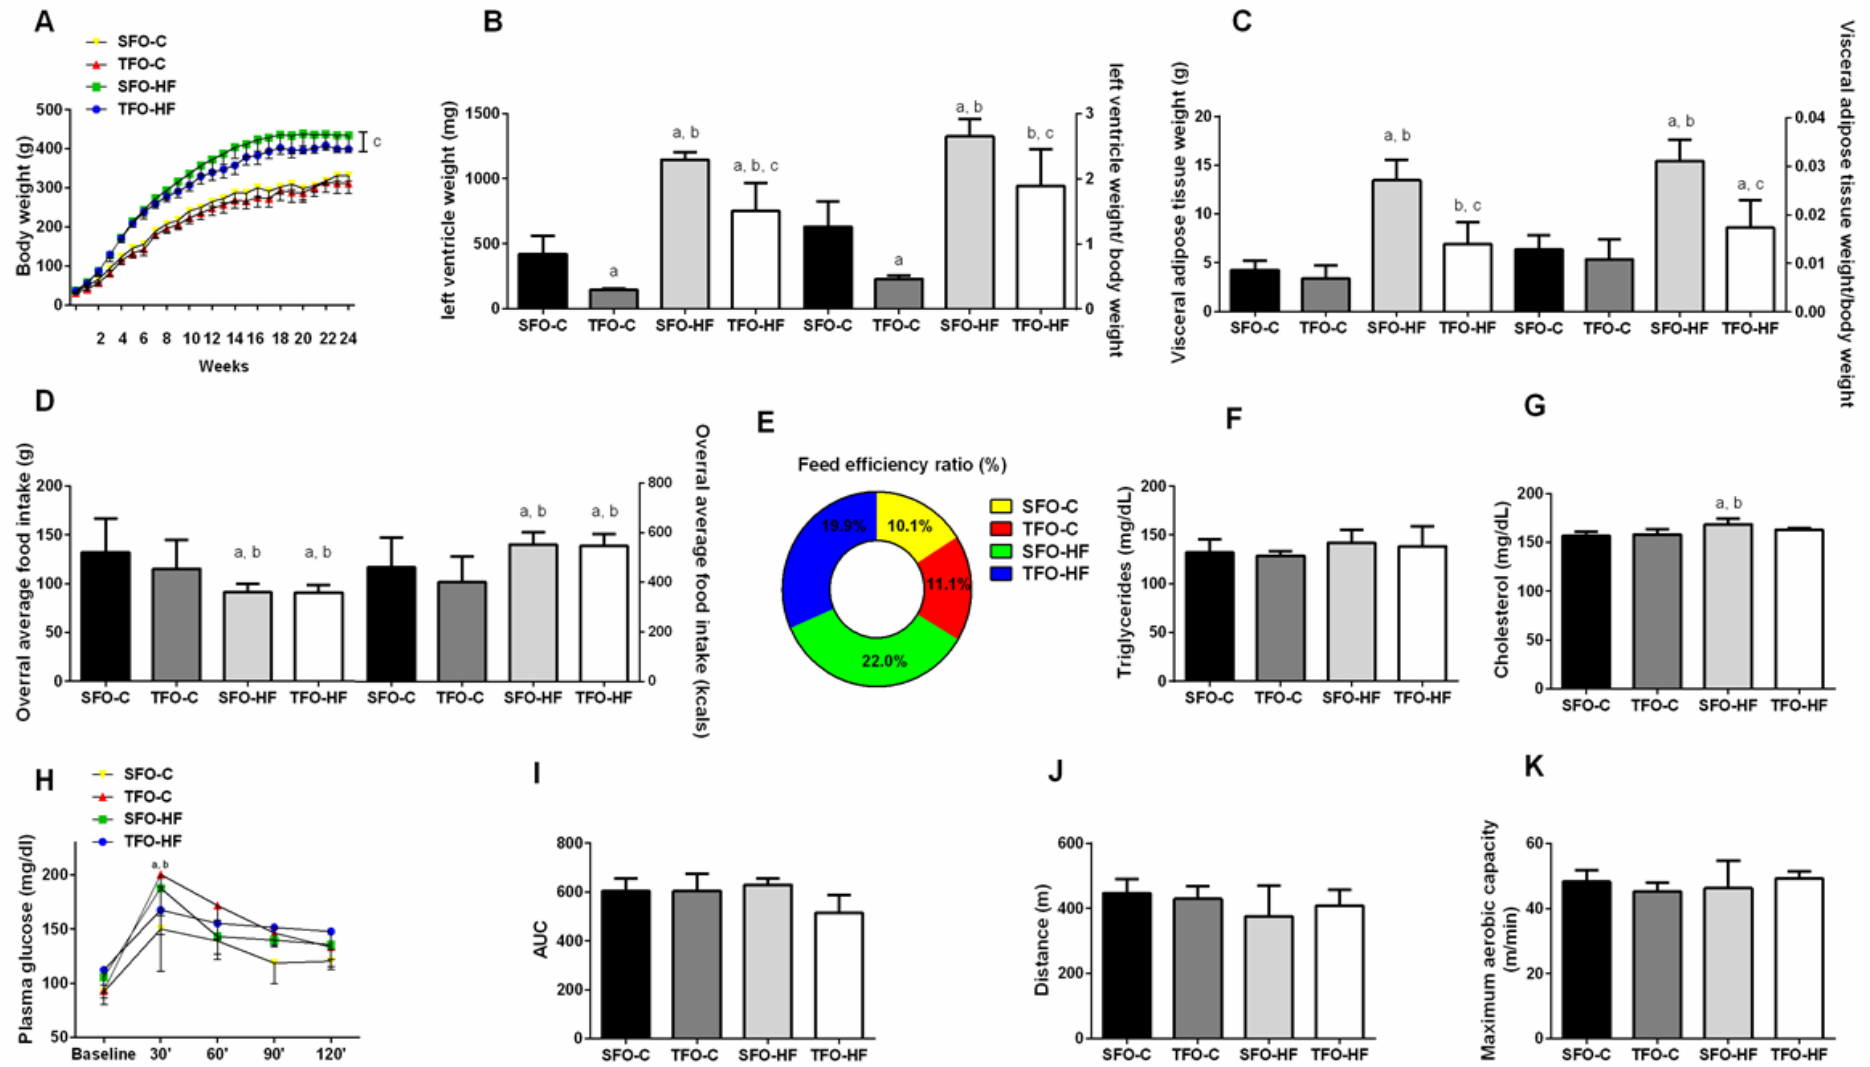 A
SFO-C
TFO-C
SFO-HF
TFO-HF
Body weight (g)
500
400
300
200
100
0
c
2 4 6 8 10 12 14 16 18 20 22 24
Weeks
B
left ventricle weight (mg)
1500
1000
500
0
a
a, b
a, b, c
a
a, b
b, c
3
2
1
0
left ventricle weight/ body weight
SFO-C TFO-C SFO-HF TFO-HF SFO-C TFO-C SFO-HF TFO-HF
C
Visceral adipose tissue weight (g)
20
15
10
5
0
a, b
b, c
a, b
a, c
0.04
0.03
0.02
0.01
0.00
Visceral adipose tissue weight/body weight
SFO-C TFO-C SFO-HF TFO-HF SFO-C TFO-C SFO-HF TFO-HF
D
Overral average food intake (g)
200
150
100
50
0
a, b
a, b
a, b
a, b
800
600
400
200
0
Overral average food intake (kcals)
SFO-C TFO-C SFO-HF TFO-HF SFO-C TFO-C SFO-HF TFO-HF
E
Feed efficiency ratio (%)
19.9%
10.1%
11.1%
22.0%
SFO-C
TFO-C
SFO-HF
TFO-HF
F
Triglycerides (mg/dL)
200
150
100
50
0
SFO-C TFO-C SFO-HF TFO-HF
G
Cholesterol (mg/dL)
200
150
100
50
0
a, b
SFO-C TFO-C SFO-HF TFO-HF
H
SFO-C
TFO-C
SFO-HF
TFO-HF
Plasma glucose (mg/dl)
200
150
100
50
a, b
Baseline 30' 60' 90' 120'
I
AUC
800
600
400
200
0
SFO-C TFO-C SFO-HF TFO-HF
J
Distance (m)
600
400
200
0
SFO-C TFO-C SFO-HF TFO-HF
K
Maximum aerobic capacity
(m/min)
60
40
20
0
SFO-C TFO-C SFO-HF TFO-HF